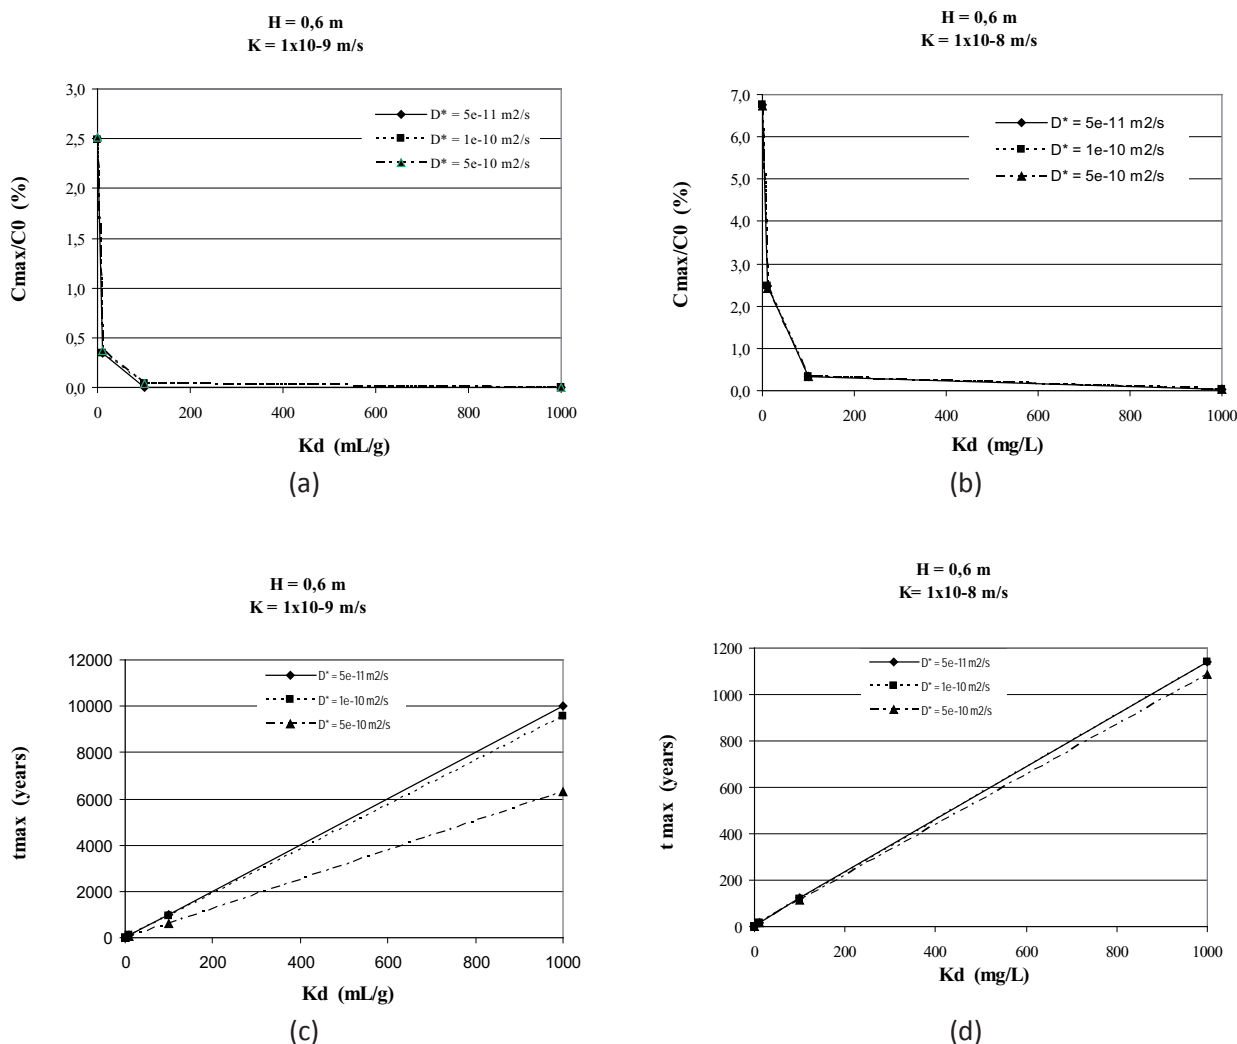 H = 0,6 m
K = 1x10-9 m/s
3,0
2,5
2,0
1,5
1,0
0,5
0,0
Cmax/C0 (%)
D* = 5e-11 m2/s
D* = 1e-10 m2/s
D* = 5e-10 m2/s
0 200 400 600 800 1000
Kd (mL/g)
(a)
H = 0,6 m
K = 1x10-8 m/s
7,0
6,0
5,0
4,0
3,0
2,0
1,0
0,0
Cmax/C0 (%)
D* = 5e-11 m2/s
D* = 1e-10 m2/s
D* = 5e-10 m2/s
0 200 400 600 800 1000
Kd (mg/L)
(b)
H = 0,6 m
K = 1x10-9 m/s
12000
10000
8000
6000
4000
2000
0
tmax (years)
D* = 5e-11 m2/s
D* = 1e-10 m2/s
D* = 5e-10 m2/s
0 200 400 600 800 1000
Kd (mL/g)
(c)
H = 0,6 m
K= 1x10-8 m/s
1200
1000
800
600
400
200
0
t max (years)
D* = 5e-11 m2/s
D* = 1e-10 m2/s
D* = 5e-10 m2/s
0 200 400 600 800 1000
Kd (mg/L)
(d)